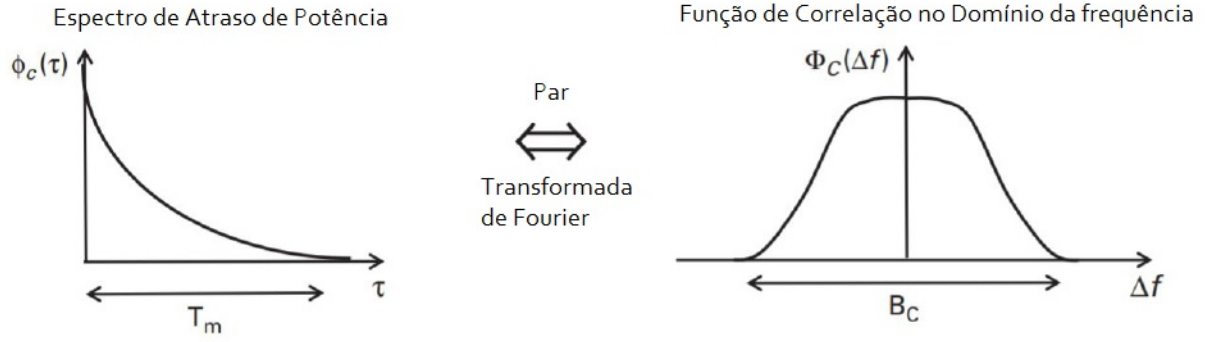 Espectro de Atraso de Potência
ϕc(τ)
τ
Tm
Par
Transformada
de Fourier
Função de Correlação no Domínio da frequência
ΦC(Δf)
Δf
BC